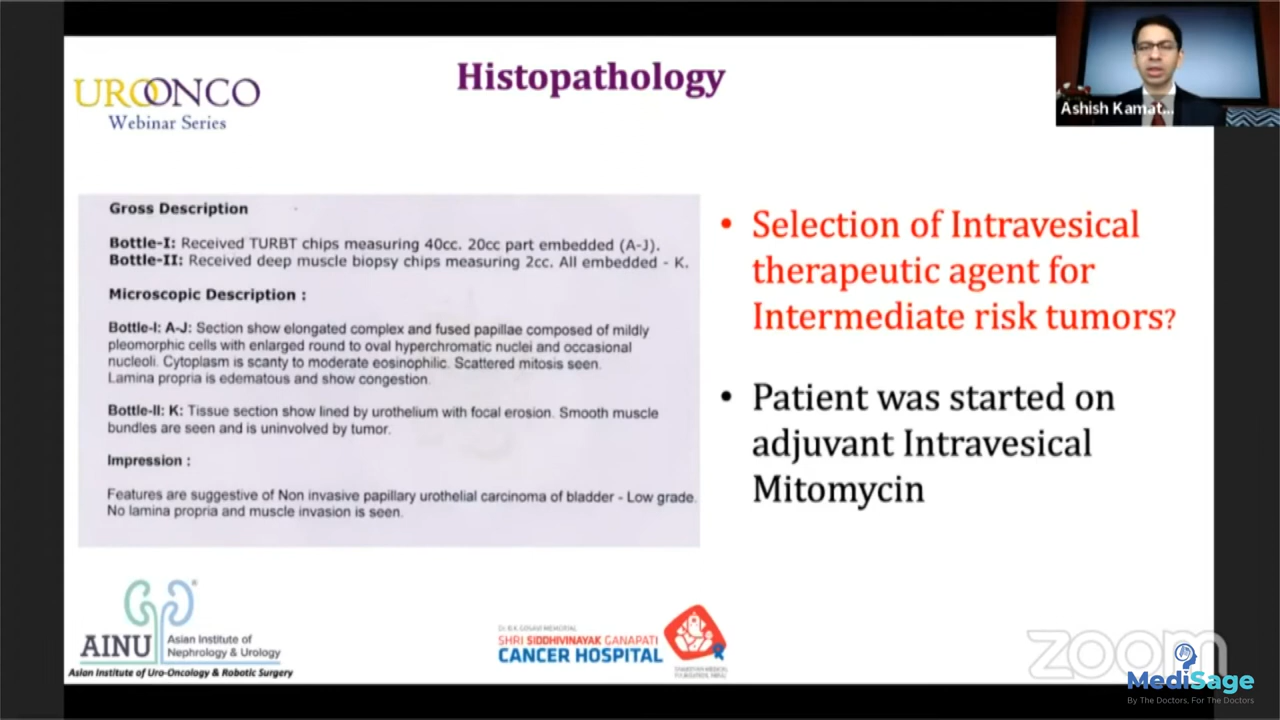 UROONCO
Webinar Series
Histopathology
Ashish Kamat...
Gross Description
Bottle-I: Received TURBT chips measuring 40cc. 20cc part embedded (A-J).
Bottle-II: Received deep muscle biopsy chips measuring 2cc. All embedded - K.
Microscopic Description :
Bottle-I: A-J: Section show elongated complex and fused papillae composed of mildly
pleomorphic cells with enlarged round to oval hyperchromatic nuclei and occasional
nucleoli. Cytoplasm is scanty to moderate eosinophilic. Scattered mitosis seen.
Lamina propria is edematous and show congestion.
Bottle-II: K: Tissue section show lined by urothelium with focal erosion. Smooth muscle
bundles are seen and is uninvolved by tumor.
Impression :
Features are suggestive of Non invasive papillary urothelial carcinoma of bladder - Low grade.
No lamina propria and muscle invasion is seen.
• Selection of Intravesical
therapeutic agent for
Intermediate risk tumors?
• Patient was started on
adjuvant Intravesical
Mitomycin
AINU
Asian Institute of
Nephrology & Urology
Asian Institute of Uro-Oncology & Robotic Surgery
SHRI SIDDHIVINAYAK GANAPATI
CANCER HOSPITAL
zoom
MediSage
By The Doctors, For The Doctors